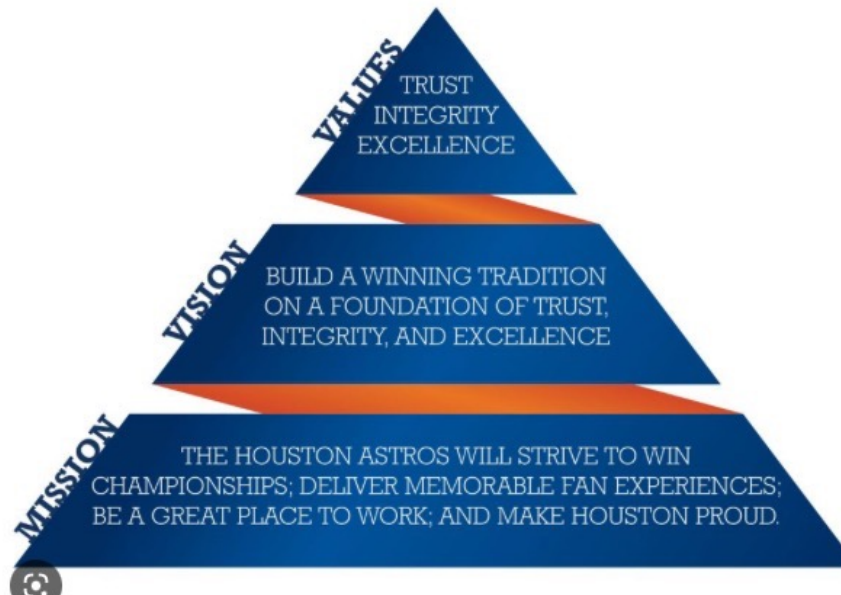 VALUES
TRUST
INTEGRITY
EXCELLENCE
VISION
BUILD A WINNING TRADITION
ON A FOUNDATION OF TRUST,
INTEGRITY, AND EXCELLENCE
MISSION
THE HOUSTON ASTROS WILL STRIVE TO WIN
CHAMPIONSHIPS; DELIVER MEMORABLE FAN EXPERIENCES;
BE A GREAT PLACE TO WORK; AND MAKE HOUSTON PROUD.